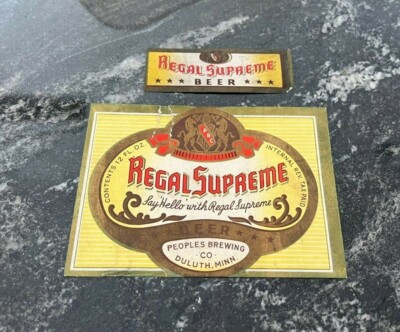 REGAL SUPREME
BEER
CONTENTS 12 FL. OZ.
INTERNAL REV. TAX PAID
REGAL SUPREME
Say "Hello" with Regal Supreme
BEER
PEOPLES BREWING
CO.
DULUTH, MINN